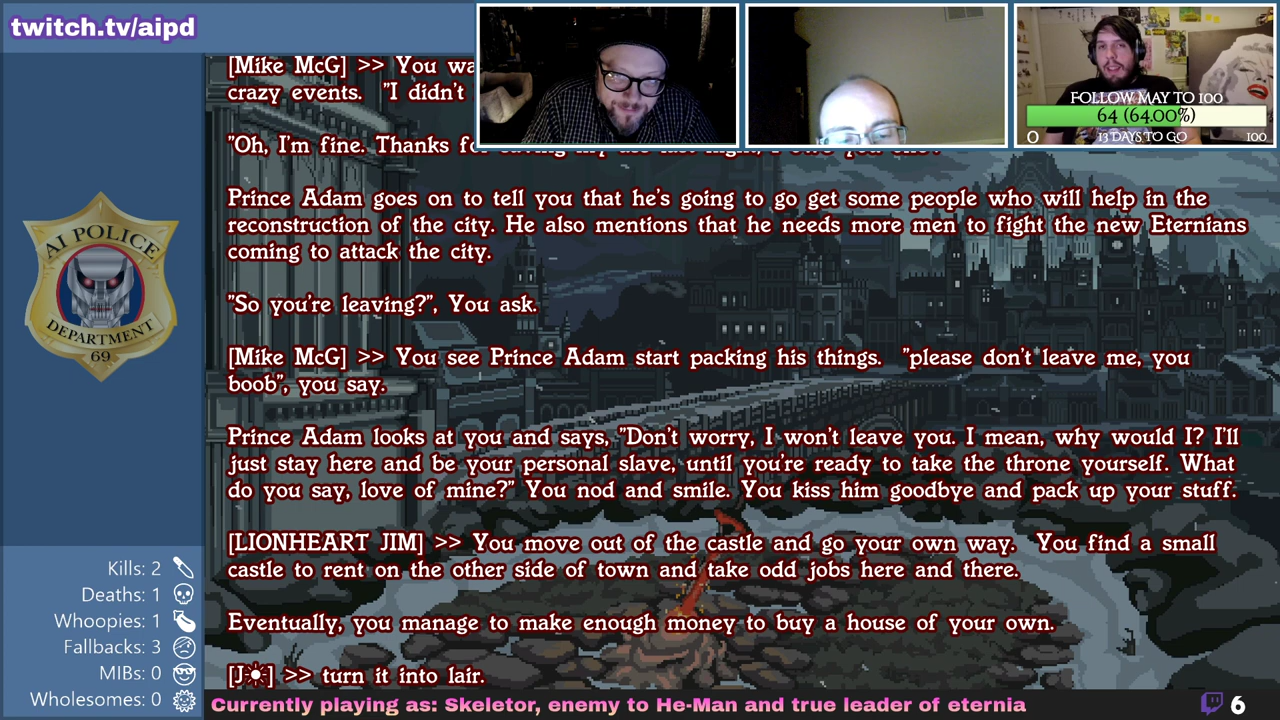 twitch.tv/aipd
[Mike McG] >> You wa
crazy events. "I didn't
"Oh, I'm fine. Thanks
Prince Adam goes on to tell you that he's going to go get some people who will help in the
reconstruction of the city. He also mentions that he needs more men to fight the new Eternians
coming to attack the city.
"So you're leaving?", You ask.
[Mike McG] >> You see Prince Adam start packing his things. "please don't leave me, you
boob", you say.
Prince Adam looks at you and says, "Don't worry, I won't leave you. I mean, why would I? I'll
just stay here and be your personal slave, until you're ready to take the throne yourself. What
do you say, love of mine?" You nod and smile. You kiss him goodbye and pack up your stuff.
[LIONHEART JIM] >> You move out of the castle and go your own way. You find a small
castle to rent on the other side of town and take odd jobs here and there.
Eventually, you manage to make enough money to buy a house of your own.
[J☀] >> turn it into lair.
FOLLOW MAY TO 100
64 (64.00%)
0 13 DAYS TO GO 100
AI POLICE
DEPARTMENT
69
Kills: 2
Deaths: 1
Whoopies: 1
Fallbacks: 3
MIBs: 0
Wholesomes: 0
Currently playing as: Skeletor, enemy to He-Man and true leader of eternia
6